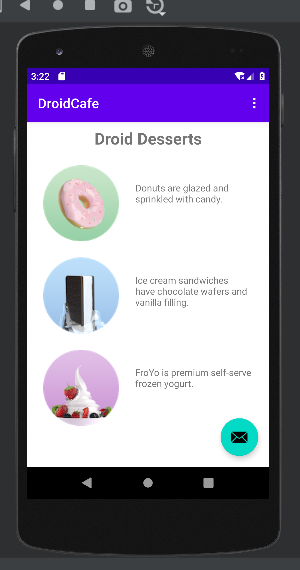 3:22
DroidCafe
Droid Desserts
Donuts are glazed and
sprinkled with candy.
Ice cream sandwiches
have chocolate wafers and
vanilla filling.
FroYo is premium self-serve
frozen yogurt.